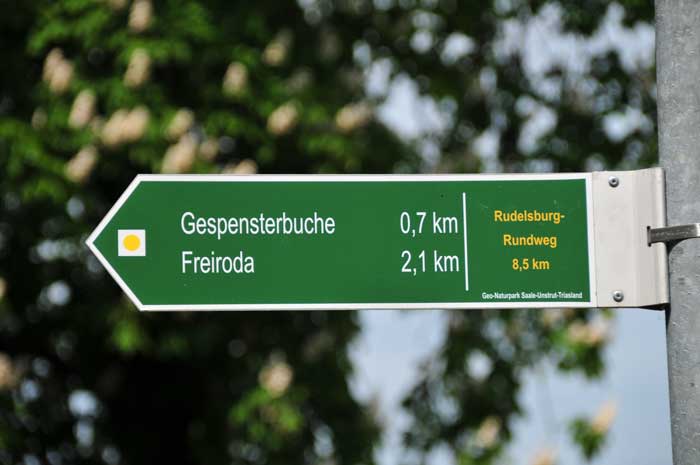 Gespensterbuche 0,7 km
Freiroda 2,1 km
Rudelsburg-
Rundweg
8,5 km
Geo-Naturpark Saale-Unstrut-Triasland